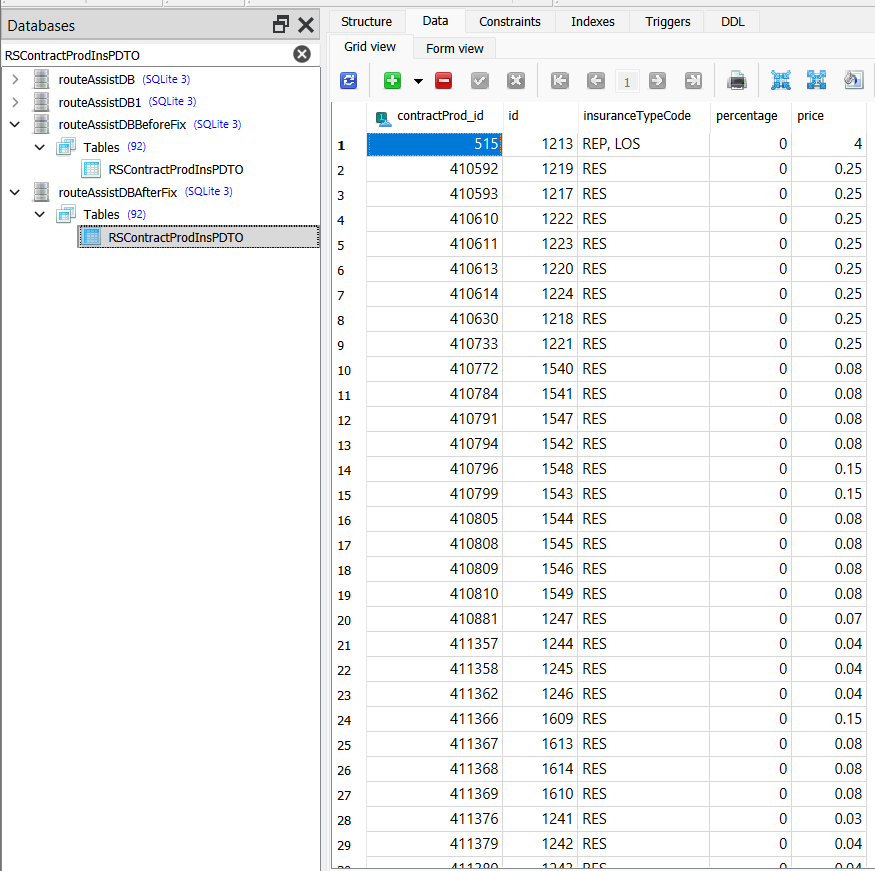 Databases
RSContractProdInsPDTO
routeAssistDB (SQLite 3)
routeAssistDB1 (SQLite 3)
routeAssistDBBeforeFix (SQLite 3)
Tables (92)
RSContractProdInsPDTO
routeAssistDBAfterFix (SQLite 3)
Tables (92)
RSContractProdInsPDTO
Structure Data Constraints Indexes Triggers DDL
Grid view Form view
1
contractProd_id id insuranceTypeCode percentage price
1 515 1213 REP, LOS 0 4
2 410592 1219 RES 0 0.25
3 410593 1217 RES 0 0.25
4 410610 1222 RES 0 0.25
5 410611 1223 RES 0 0.25
6 410613 1220 RES 0 0.25
7 410614 1224 RES 0 0.25
8 410630 1218 RES 0 0.25
9 410733 1221 RES 0 0.25
10 410772 1540 RES 0 0.08
11 410784 1541 RES 0 0.08
12 410791 1547 RES 0 0.08
13 410794 1542 RES 0 0.08
14 410796 1548 RES 0 0.15
15 410799 1543 RES 0 0.15
16 410805 1544 RES 0 0.08
17 410808 1545 RES 0 0.08
18 410809 1546 RES 0 0.08
19 410810 1549 RES 0 0.08
20 410881 1247 RES 0 0.07
21 411357 1244 RES 0 0.04
22 411358 1245 RES 0 0.04
23 411362 1246 RES 0 0.04
24 411366 1609 RES 0 0.15
25 411367 1613 RES 0 0.08
26 411368 1614 RES 0 0.08
27 411369 1610 RES 0 0.08
28 411376 1241 RES 0 0.03
29 411379 1242 RES 0 0.04